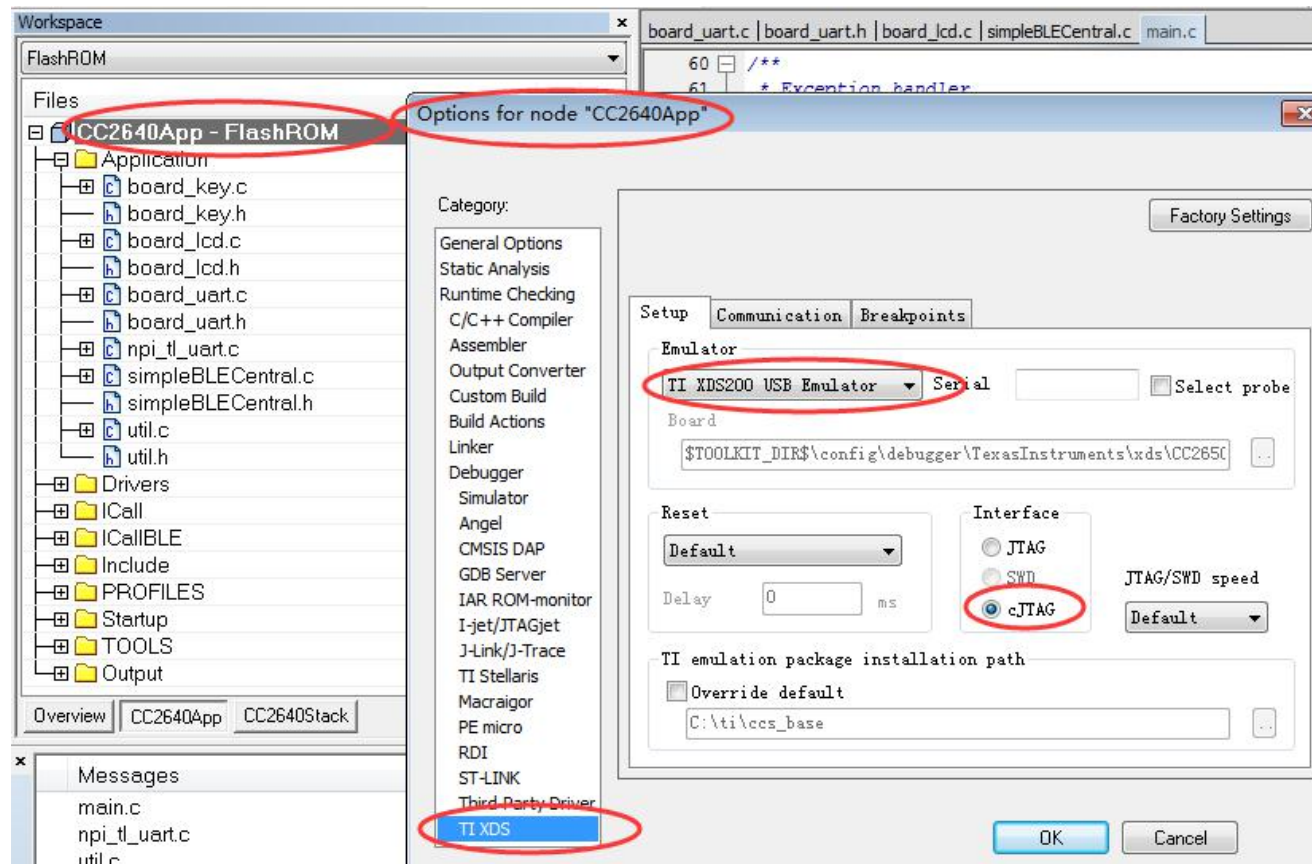 Workspace
FlashROM
Files
CC2640App - FlashROM
Application
board_key.c
board_key.h
board_lcd.c
board_lcd.h
board_uart.c
board_uart.h
npi_tl_uart.c
simpleBLECentral.c
simpleBLECentral.h
util.c
util.h
Drivers
ICall
ICallBLE
Include
PROFILES
Startup
TOOLS
Output
Overview
CC2640App
CC2640Stack
Messages
main.c
npi_tl_uart.c
util.c
board_uart.c | board_uart.h | board_lcd.c | simpleBLECentral.c main.c
60 /**
61 * Exception handler
Options for node "CC2640App"
Category:
General Options
Static Analysis
Runtime Checking
C/C++ Compiler
Assembler
Output Converter
Custom Build
Build Actions
Linker
Debugger
Simulator
Angel
CMSIS DAP
GDB Server
IAR ROM-monitor
I-jet/JTAGjet
J-Link/J-Trace
TI Stellaris
Macraigor
PE micro
RDI
ST-LINK
Third-Party Driver
TI XDS
Factory Settings
Setup Communication Breakpoints
Emulator
TI XDS200 USB Emulator Serial Select probe
Board
$TOOLKIT_DIR$\config\debugger\TexasInstruments\xds\CC265
Reset
Default
Delay 0 ms
Interface
JTAG
SWD
cJTAG
JTAG/SWD speed
Default
TI emulation package installation path
Override default
C:\ti\ccs_base
OK Cancel